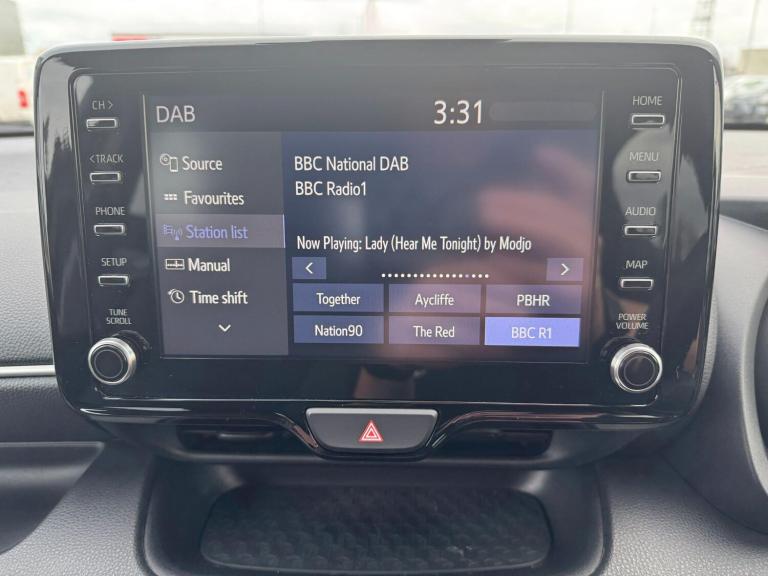 CH >
< TRACK
PHONE
SETUP
TUNE
SCROLL
DAB
3:31
Source
Favourites
Station list
Manual
Time shift
BBC National DAB
BBC Radio1
Now Playing: Lady (Hear Me Tonight) by Modjo
Together
Aycliffe
PBHR
Nation90
The Red
BBC R1
HOME
MENU
AUDIO
MAP
POWER
VOLUME